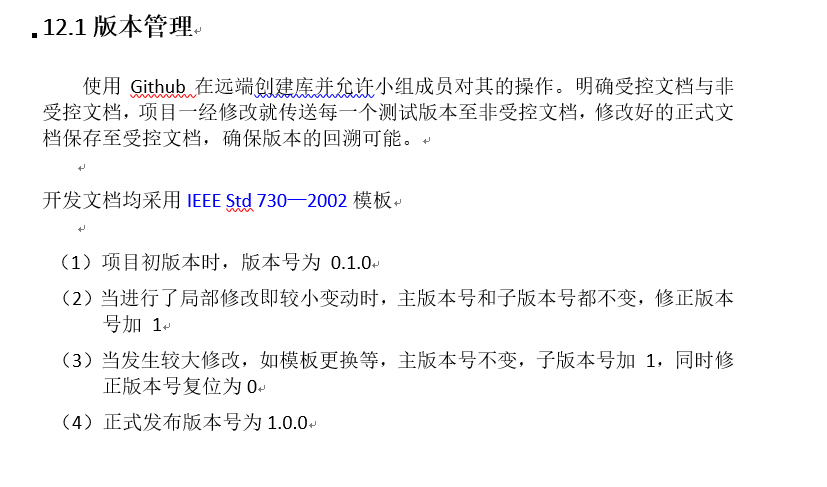 12.1 版本管理
使用 Github 在远端创建库并允许小组成员对其的操作。明确受控文档与非
受控文档，项目一经修改就传送每一个测试版本至非受控文档，修改好的正式文
档保存至受控文档，确保版本的回溯可能。
开发文档均采用 IEEE Std 730—2002 模板
（1）项目初版本时，版本号为 0.1.0
（2）当进行了局部修改即较小变动时，主版本号和子版本号都不变，修正版本
号加 1
（3）当发生较大修改，如模板更换等，主版本号不变，子版本号加 1，同时修
正版本号复位为 0
（4）正式发布版本号为 1.0.0